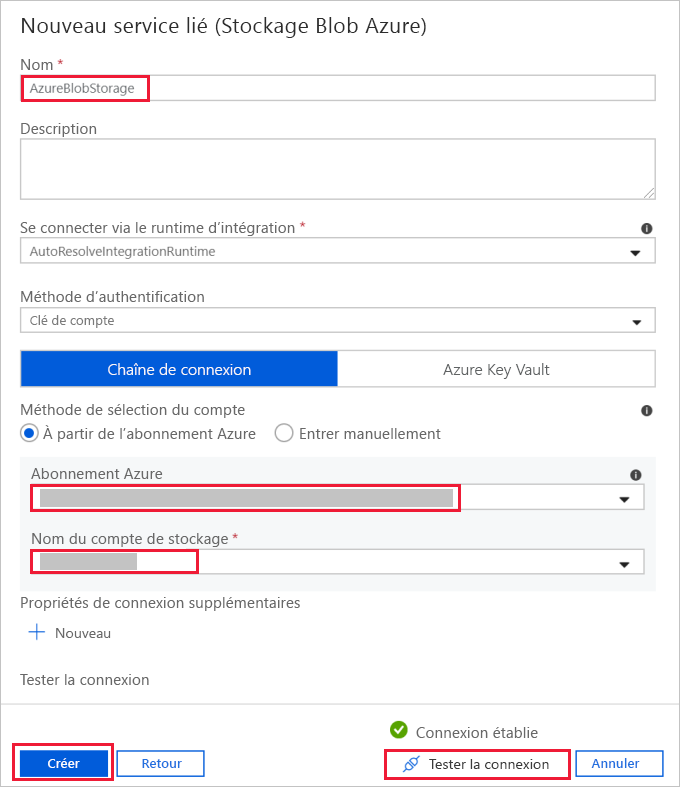 Nouveau service lié (Stockage Blob Azure)
Nom *
AzureBlobStorage
Description
Se connecter via le runtime d’intégration *
AutoResolveIntegrationRuntime
Méthode d’authentification
Clé de compte
Chaîne de connexion
Azure Key Vault
Méthode de sélection du compte
À partir de l’abonnement Azure
Entrer manuellement
Abonnement Azure
Nom du compte de stockage *
Propriétés de connexion supplémentaires
Nouveau
Tester la connexion
Connexion établie
Créer
Retour
Tester la connexion
Annuler